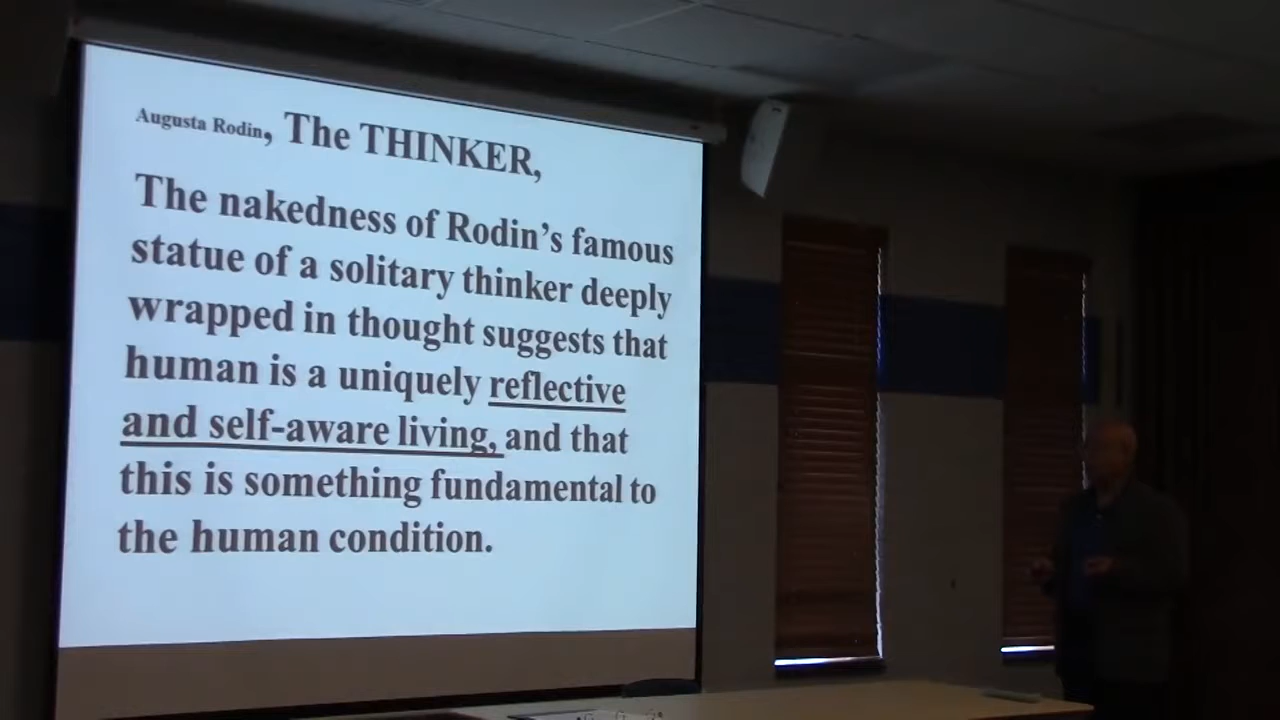 Augusta Rodin, The THINKER,
The nakedness of Rodin's famous
statue of a solitary thinker deeply
wrapped in thought suggests that
human is a uniquely reflective
and self-aware living, and that
this is something fundamental to
the human condition.